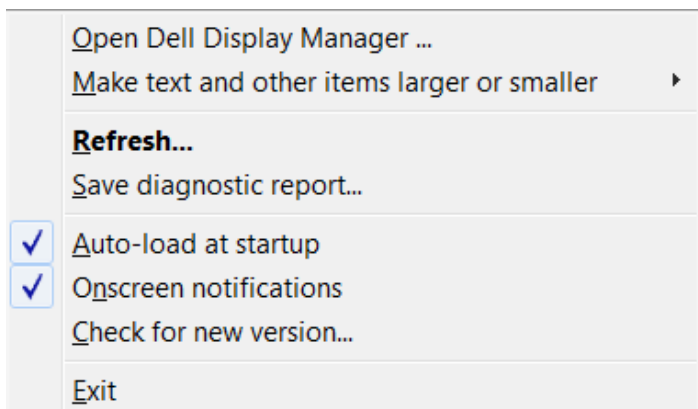 Open Dell Display Manager ...
Make text and other items larger or smaller
Refresh...
Save diagnostic report...
Auto-load at startup
Onscreen notifications
Check for new version...
Exit